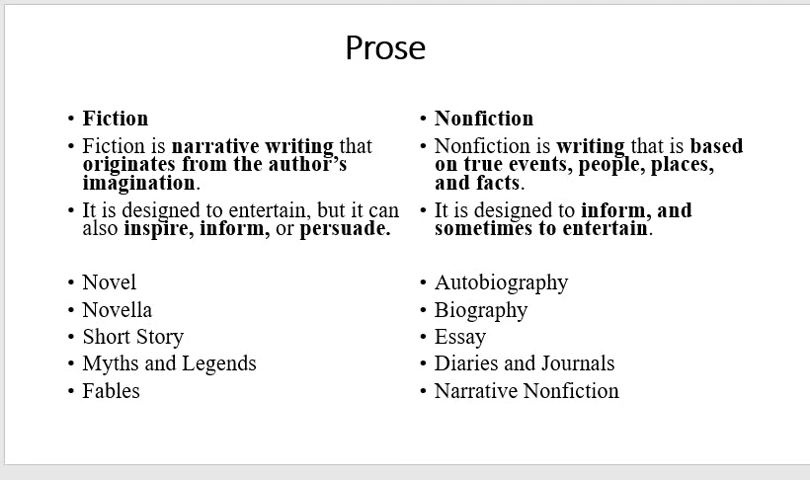 Prose
• Fiction
• Fiction is narrative writing that
originates from the author’s
imagination.
• It is designed to entertain, but it can
also inspire, inform, or persuade.
• Novel
• Novella
• Short Story
• Myths and Legends
• Fables
• Nonfiction
• Nonfiction is writing that is based
on true events, people, places,
and facts.
• It is designed to inform, and
sometimes to entertain.
• Autobiography
• Biography
• Essay
• Diaries and Journals
• Narrative Nonfiction